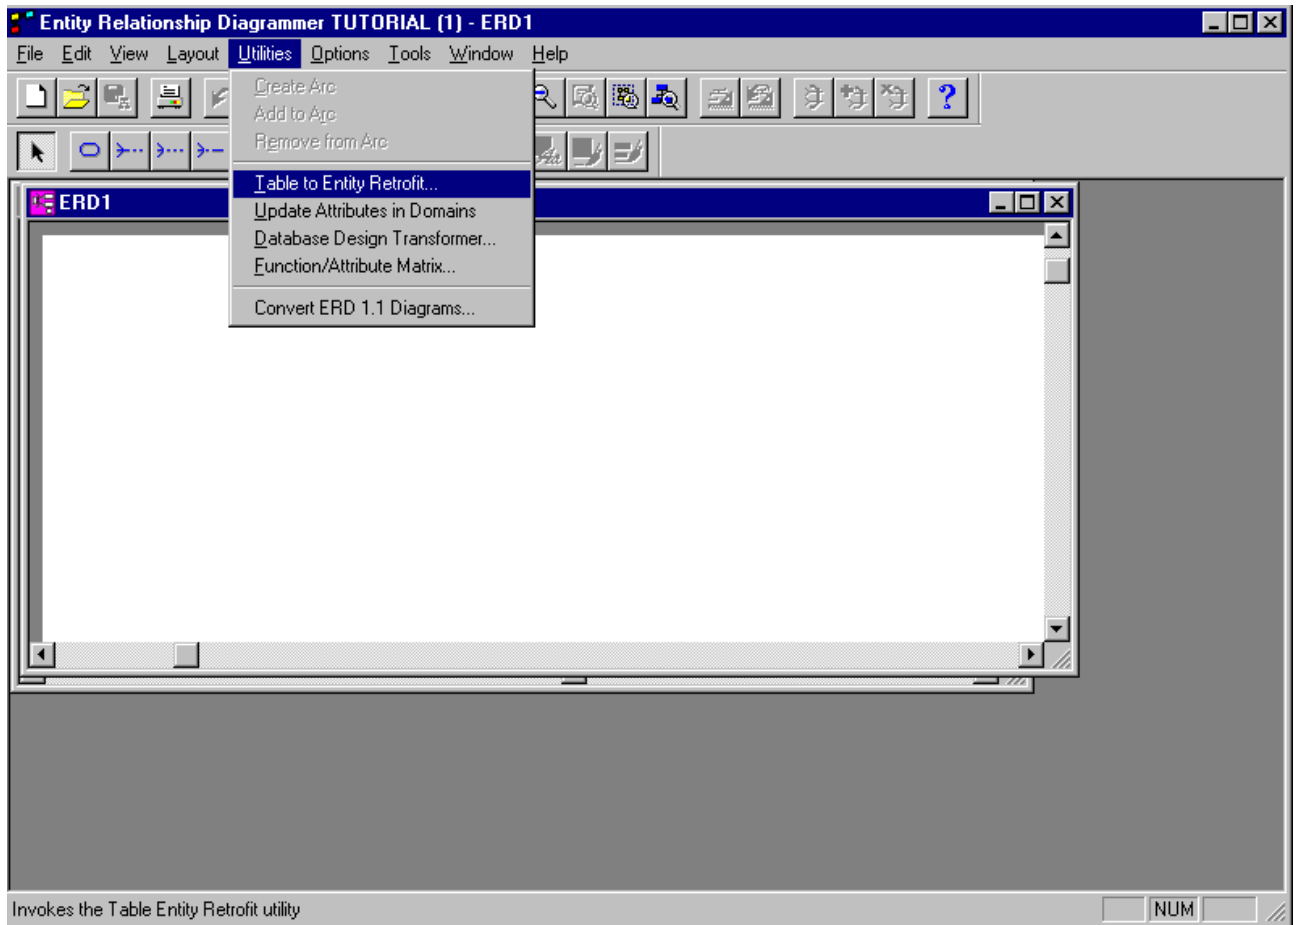 Entity Relationship Diagrammer TUTORIAL (1) - ERD1
File Edit View Layout Utilities Options Tools Window Help
Create Arc
Add to Arc
Remove from Arc
Table to Entity Retrofit...
ERD1
Update Attributes in Domains
Database Design Transformer...
Function/Attribute Matrix...
Convert ERD 1.1 Diagrams...
Invokes the Table Entity Retrofit utility
NUM